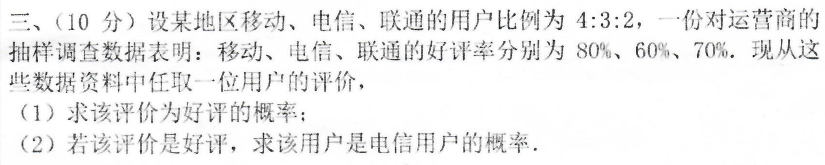 三、（10 分）设某地区移动、电信、联通的用户比例为 4:3:2，一份对运营商的
抽样调查数据表明：移动、电信、联通的好评率分别为 80%、60%、70%. 现从这
些数据资料中任取一位用户的评价，
（1）求该评价为好评的概率；
（2）若该评价是好评，求该用户是电信用户的概率.